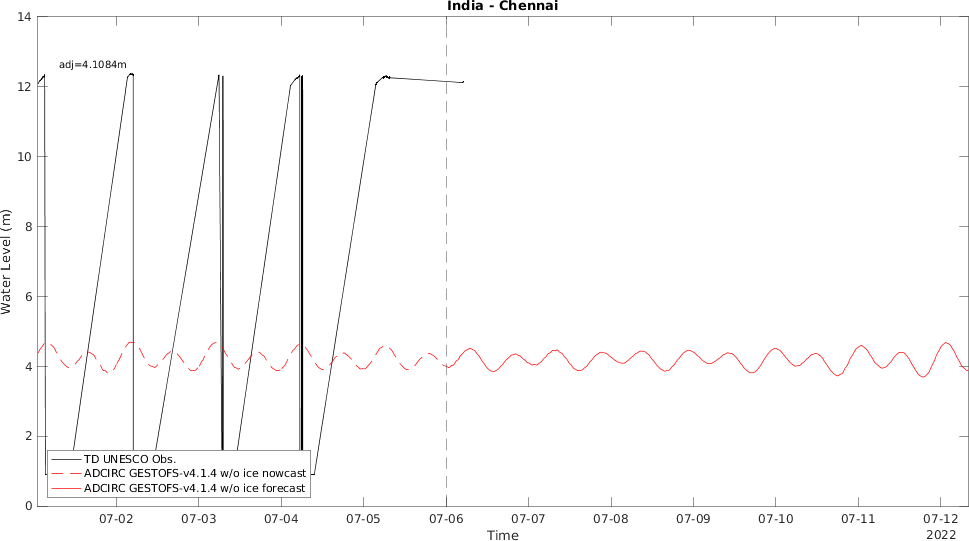 India - Chennai
14
adj=4.1084m
12
10
8
6
4
2
0
Water Level (m)
TD UNESCO Obs.
ADCIRC GESTOFS-v4.1.4 w/o ice nowcast
ADCIRC GESTOFS-v4.1.4 w/o ice forecast
07-02 07-03 07-04 07-05 07-06 07-07 07-08 07-09 07-10 07-11 07-12
Time
2022